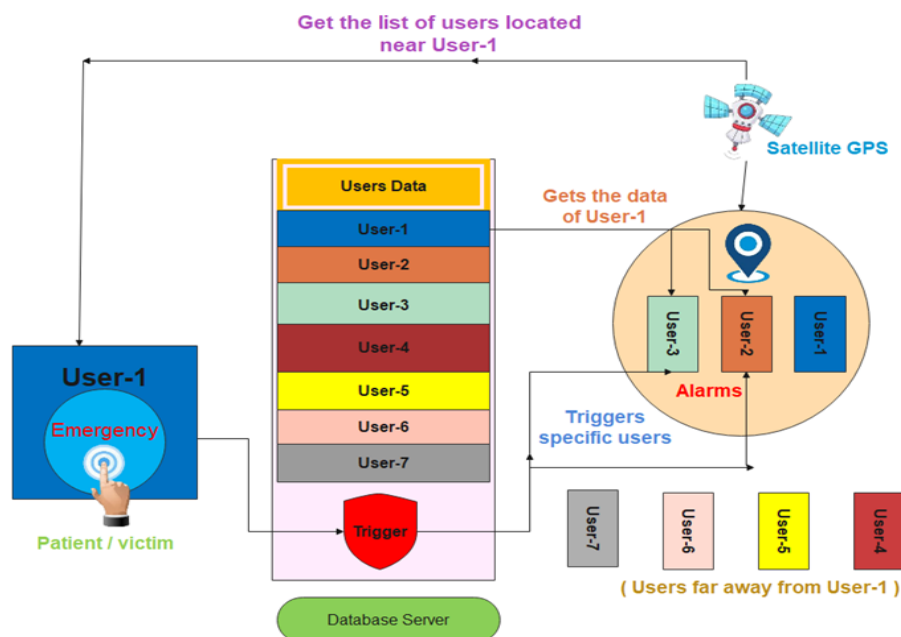 Get the list of users located
near User-1
Satellite GPS
Users Data
User-1
User-2
User-3
User-4
User-5
User-6
User-7
Trigger
Database Server
User-1
Emergency
Patient / victim
Gets the data
of User-1
User-3
User-2
User-1
Alarms
Triggers
specific users
User-7
User-6
User-5
User-4
( Users far away from User-1 )